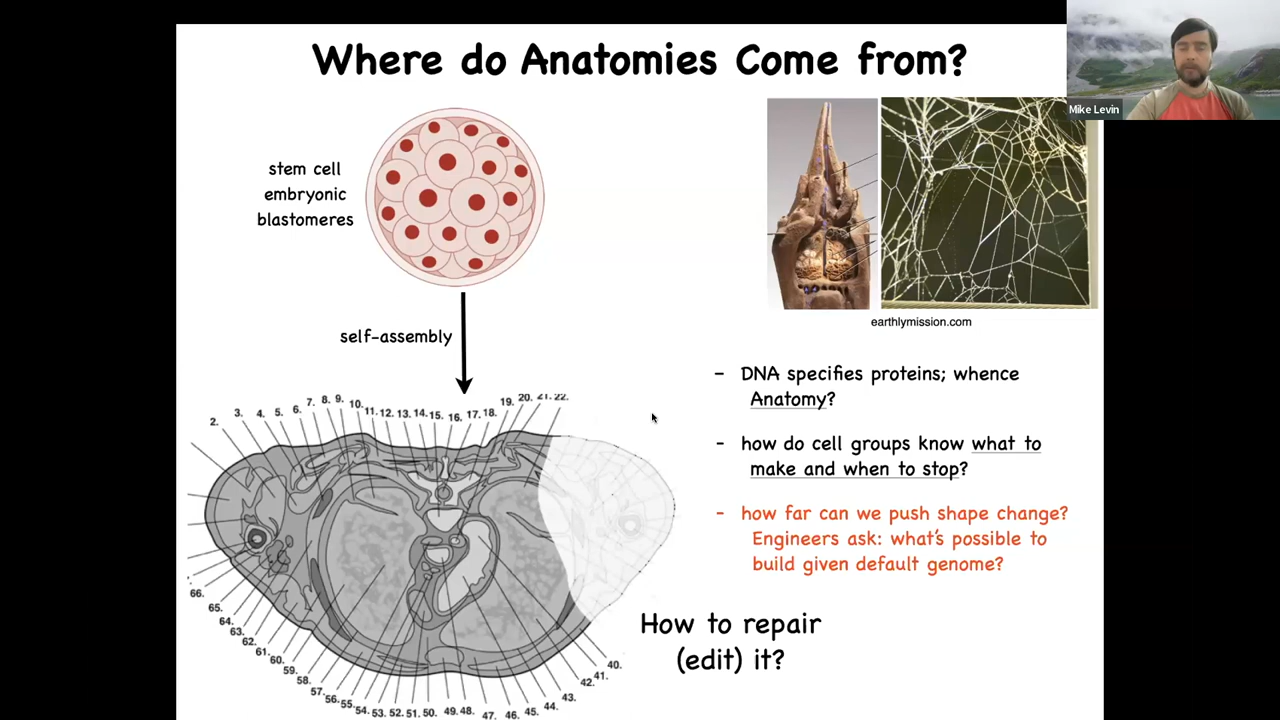 Where do Anatomies Come from?
Mike Levin
stem cell
embryonic
blastomeres
self-assembly
earthlymission.com
- DNA specifies proteins; whence
Anatomy?
- how do cell groups know what to
make and when to stop?
- how far can we push shape change?
Engineers ask: what's possible to
build given default genome?
2. 3. 4. 5. 6. 7. 8. 9. 10. 11. 12. 13. 14. 15. 16. 17. 18. 19. 20. 21. 22.
66.
65.
64.
63.
62.
61.
60.
59.
58.
57.
56. 55. 54. 53. 52. 51. 50. 49. 48. 47. 46. 45. 44. 43. 42. 41. 40.
How to repair
(edit) it?